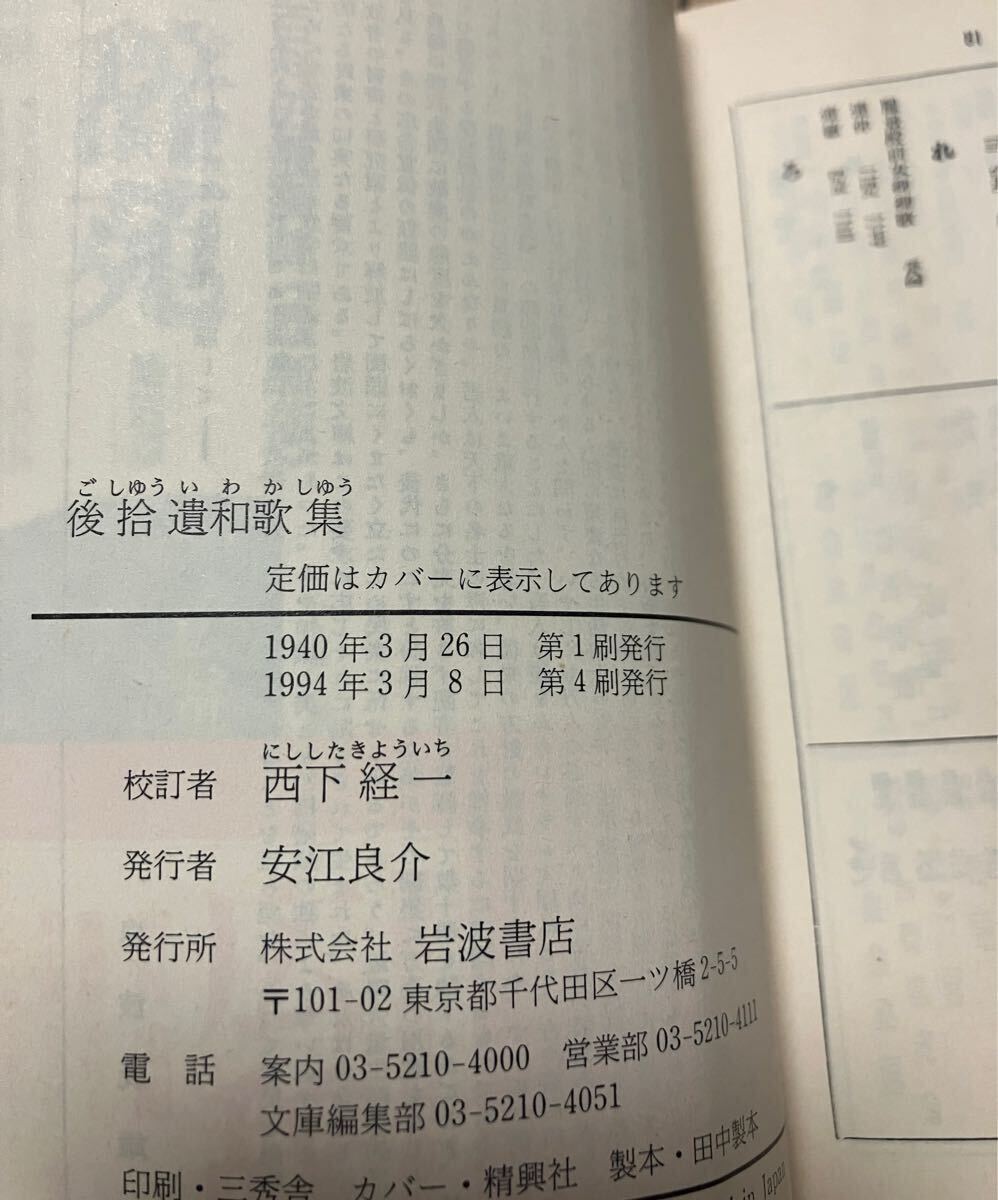 ごしゆういわかしゆう
後拾遺和歌集
定価はカバーに表示してあります
1940年3月26日 第1刷発行
1994年3月8日 第4刷発行
にししたきよういち
校訂者 西下経一
発行者 安江良介
発行所 株式会社 岩波書店
〒101-02 東京都千代田区一ツ橋2-5-5
電話 案内03-5210-4000 営業部03-5210-4111
文庫編集部03-5210-4051
印刷・三秀舎 カバー・精興社 製本・田中製本
in Japan
れ
ろ